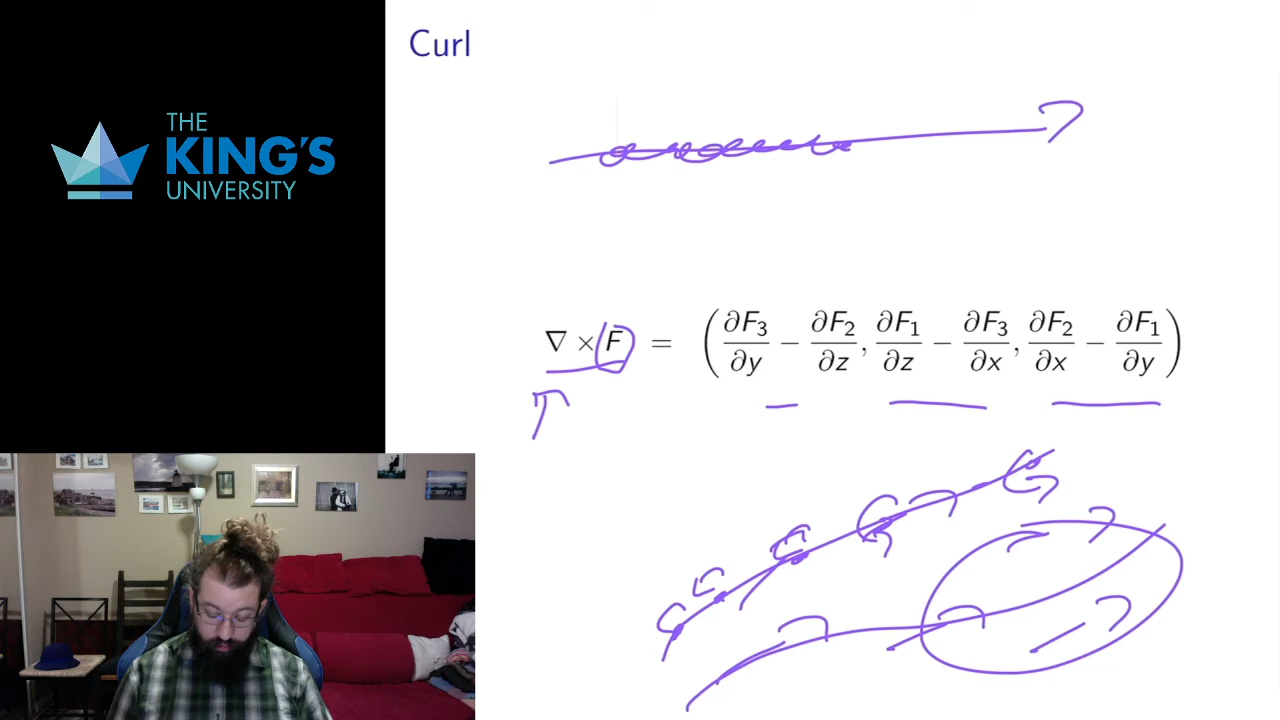 Curl
THE
KING'S
UNIVERSITY
∇ × F = ( ∂F₃/∂y − ∂F₂/∂z , ∂F₁/∂z − ∂F₃/∂x , ∂F₂/∂x − ∂F₁/∂y )